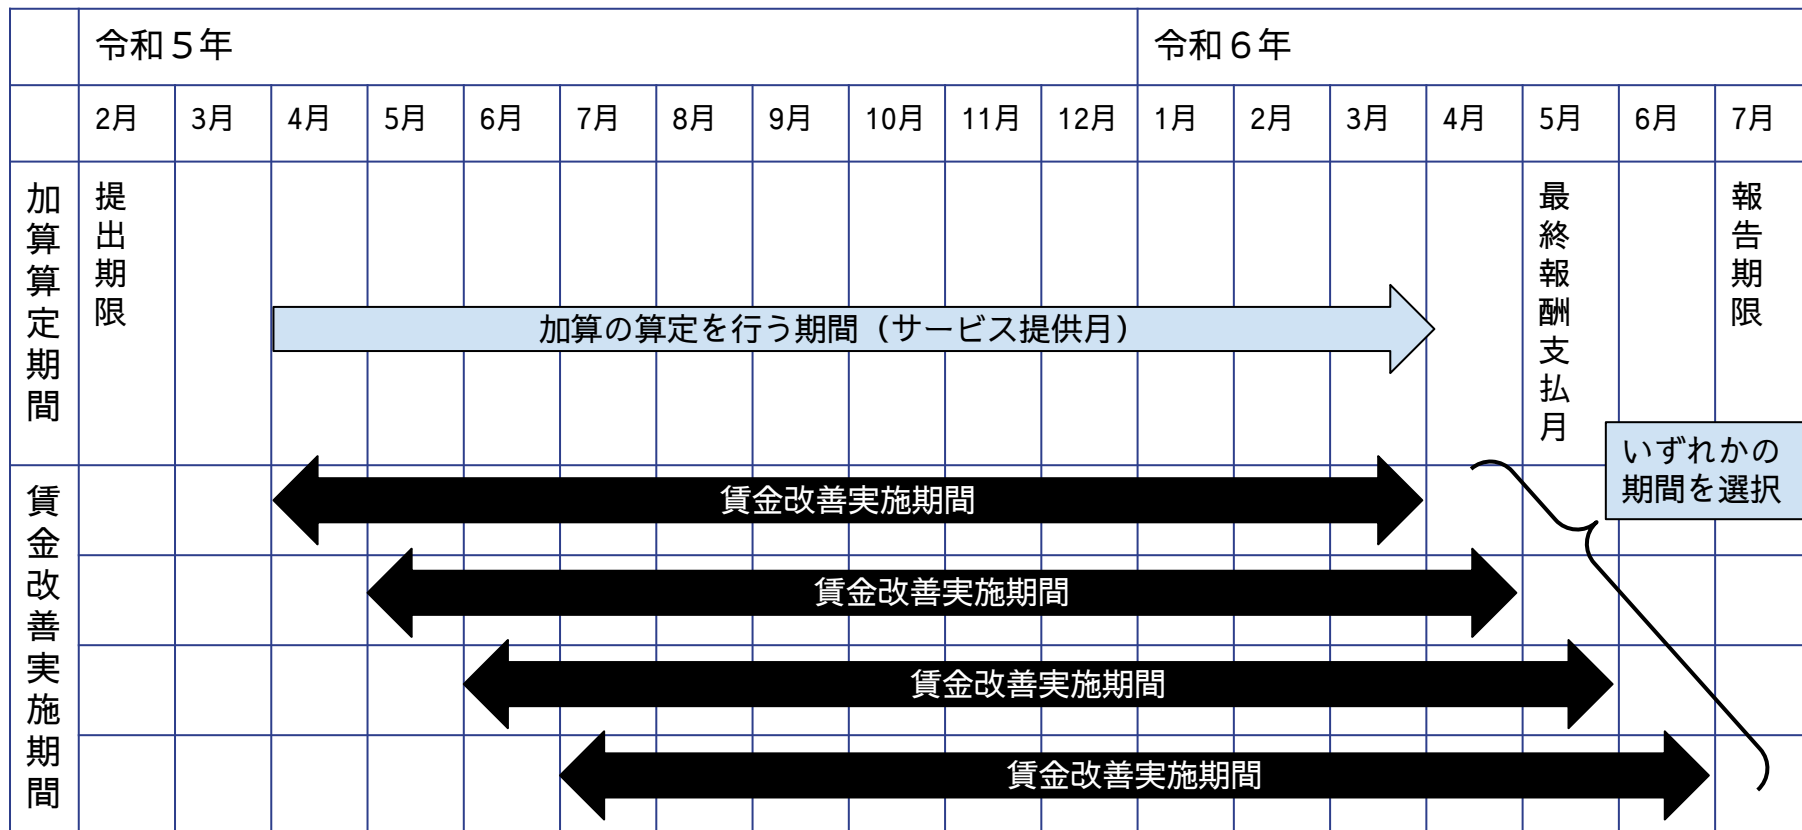 令和５年
令和６年
2月 3月 4月 5月 6月 7月 8月 9月 10月 11月 12月 1月 2月 3月 4月 5月 6月 7月
加算算定期間
提出期限
最終報酬支払月
報告期限
加算の算定を行う期間（サービス提供月）
いずれかの
期間を選択
賃金改善実施期間
賃金改善実施期間
賃金改善実施期間
賃金改善実施期間
賃金改善実施期間